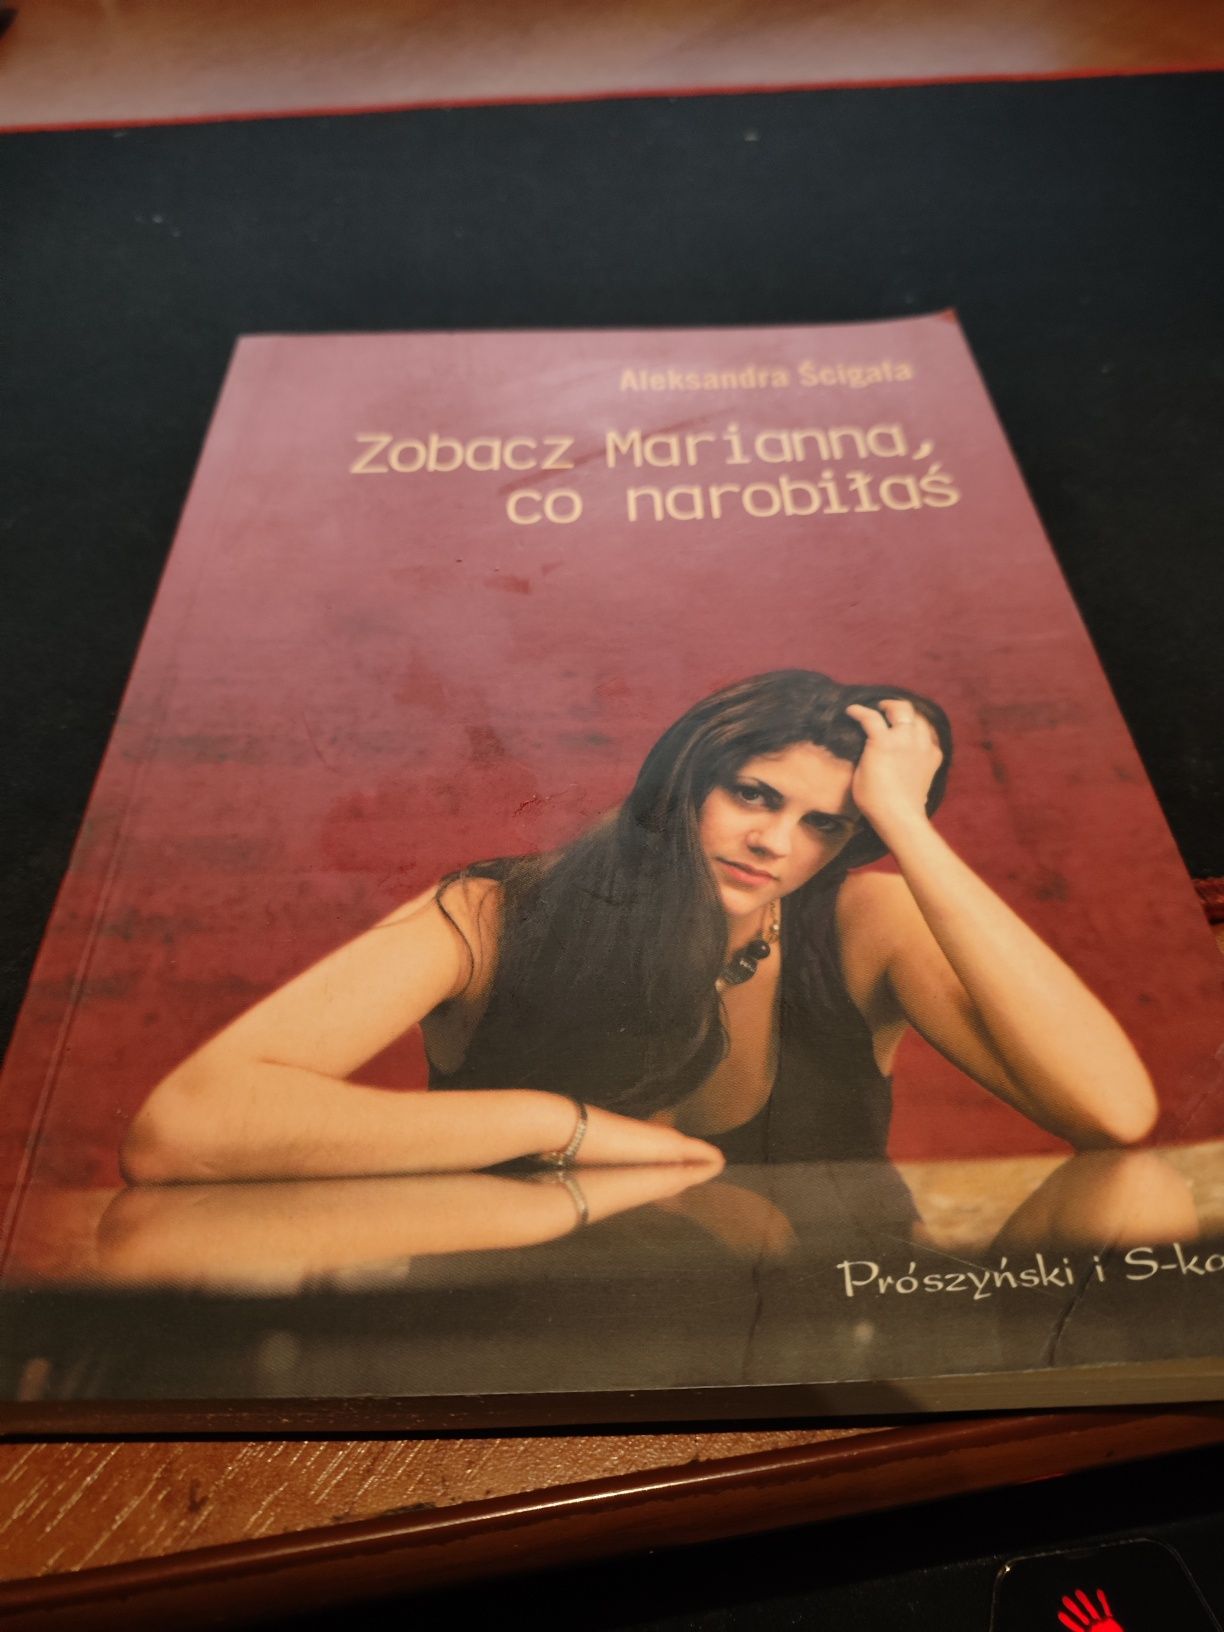 Aleksandra Ścigała
Zobacz Marianna,
co narobiłaś
Prószyński i S-ka